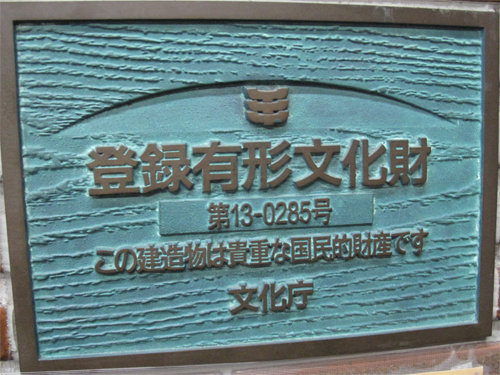 登録有形文化財
第13-0285号
この建造物は貴重な国民的財産です
文化庁